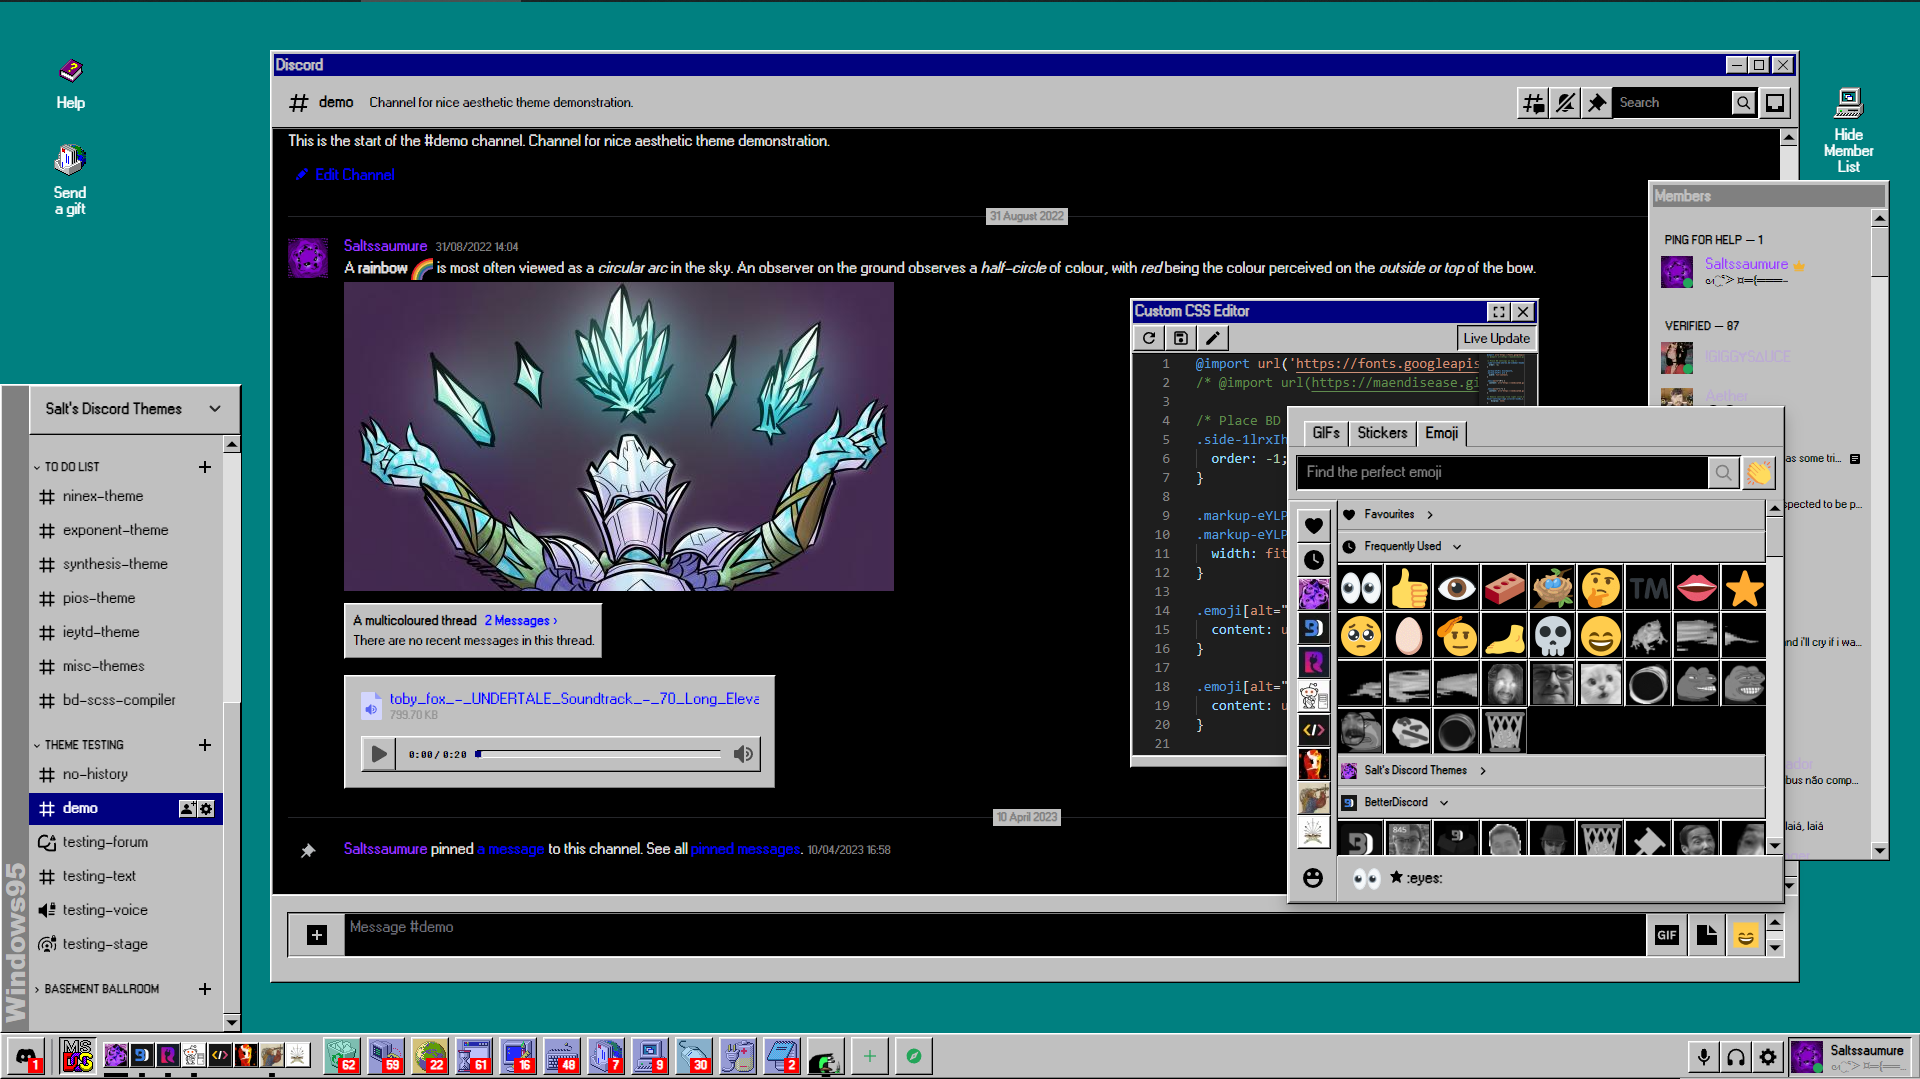 Help
Send
a gift
Discord
demo
Channel for nice aesthetic theme demonstration.
Search
Hide
Member
List
This is the start of the #demo channel. Channel for nice aesthetic theme demonstration.
Edit Channel
31 August 2022
Saltssaumure 31/08/2022 14:04
A rainbow 🌈 is most often viewed as a circular arc in the sky. An observer on the ground observes a half-circle of colour, with red being the colour perceived on the outside or top of the bow.
A multicoloured thread 2 Messages ›
There are no recent messages in this thread.
toby_fox_-_UNDERTALE_Soundtrack_-_70_Long_Eleva
799.70 KB
0:00/0:20
10 April 2023
Saltssaumure pinned a message to this channel. See all pinned messages. 10/04/2023 16:58
Message #demo
GIF
Custom CSS Editor
Live Update
1 @import url('https://fonts.googleapis
2 /* @import url(https://maendisease.gi
3
4 /* Place BD
5 .side-1lrxIh
6 order: -1;
7 }
8
9 .markup-eYLP
10 .markup-eYLP
11 width: fit
12 }
13
14 .emoji[alt="
15 content: u
16 }
17
18 .emoji[alt="
19 content: u
20 }
21
GIFs
Stickers
Emoji
Find the perfect emoji
Favourites
Frequently Used
TM
Salt's Discord Themes
BetterDiscord
845
:eyes:
Members
PING FOR HELP — 1
Saltssaumure
VERIFIED — 87
IGIGGYSAUCE
Aether
as some tri...
spected to be p...
nd i'll cry if i wa...
ador
bus não comp...
laiá, laiá
Salt's Discord Themes
TO DO LIST
ninex-theme
exponent-theme
synthesis-theme
pios-theme
ieytd-theme
misc-themes
bd-scss-compiler
THEME TESTING
no-history
demo
testing-forum
testing-text
testing-voice
testing-stage
BASEMENT BALLROOM
Windows95
1
62
59
22
61
16
48
7
9
30
2
Saltssaumure